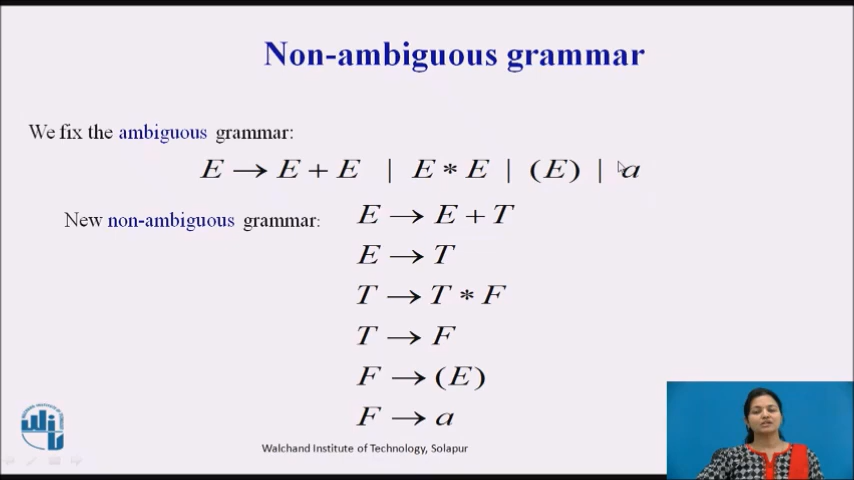 Non-ambiguous grammar
We fix the ambiguous grammar:
E → E + E | E * E | (E) | a
New non-ambiguous grammar:
E → E + T
E → T
T → T * F
T → F
F → (E)
F → a
Walchand Institute of Technology, Solapur